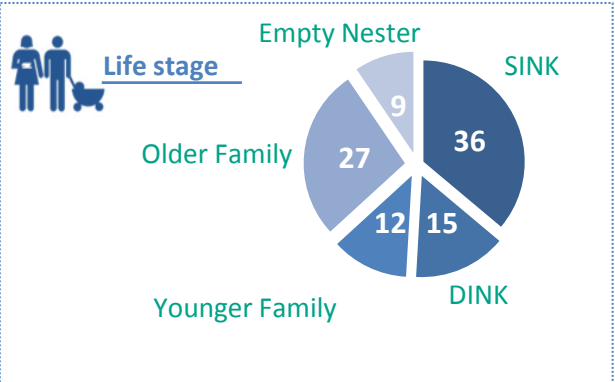 Life stage
Empty Nester
SINK
Older Family
9
36
27
12
15
Younger Family
DINK